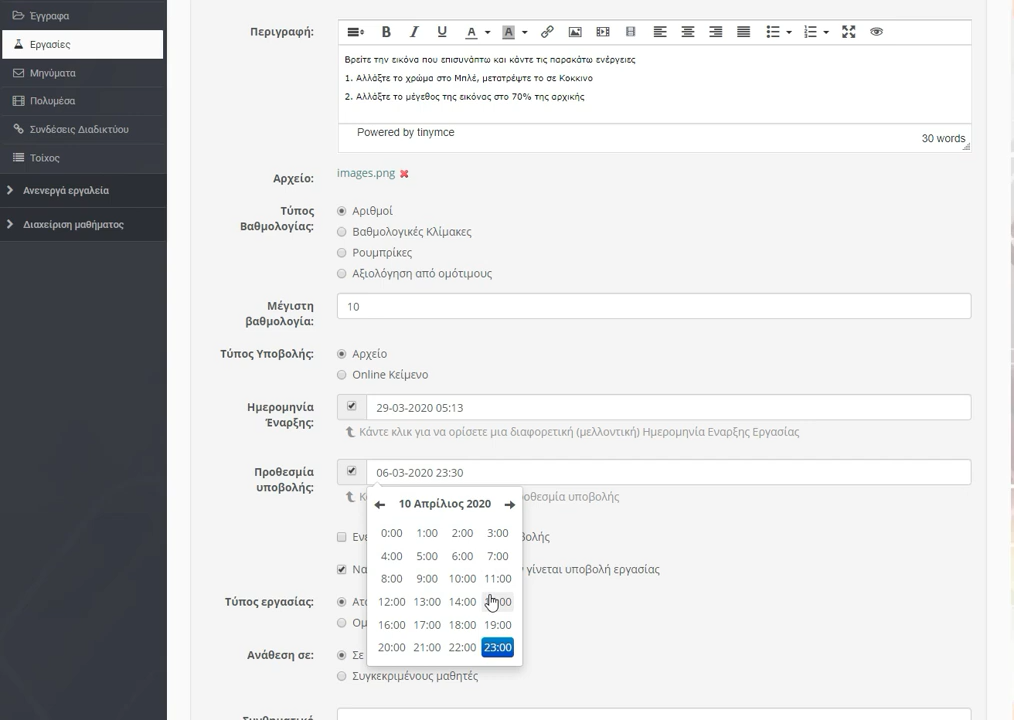 Έγγραφα
Εργασίες
Μηνύματα
Πολυμέσα
Συνδέσεις Διαδικτύου
Τοίχος
Ανενεργά εργαλεία
Διαχείριση μαθήματος
Περιγραφή:
B I U A A
Βρείτε την εικόνα που επισυνάπτω και κάντε τις παρακάτω ενέργειες
1. Αλλάξτε το χρώμα στο Μπλέ, μετατρέψτε το σε Κοκκινο
2. Αλλάξτε το μέγεθος της εικόνας στο 70% της αρχικής
Powered by tinymce
30 words
Αρχείο:
images.png
Τύπος
Βαθμολογίας:
Αριθμοί
Βαθμολογικές Κλίμακες
Ρουμπρίκες
Αξιολόγηση από ομότιμους
Μέγιστη
βαθμολογία:
10
Τύπος Υποβολής:
Αρχείο
Online Κείμενο
Ημερομηνία
Έναρξης:
29-03-2020 05:13
Κάντε κλικ για να ορίσετε μια διαφορετική (μελλοντική) Ημερομηνία Εναρξης Εργασίας
Προθεσμία
υποβολής:
06-03-2020 23:30
προθεσμία υποβολής
10 Απρίλιος 2020
0:00 1:00 2:00 3:00
4:00 5:00 6:00 7:00
8:00 9:00 10:00 11:00
12:00 13:00 14:00
16:00 17:00 18:00 19:00
20:00 21:00 22:00 23:00
γίνεται υποβολή εργασίας
Τύπος εργασίας:
Ανάθεση σε:
Σε
Συγκεκριμένους μαθητές